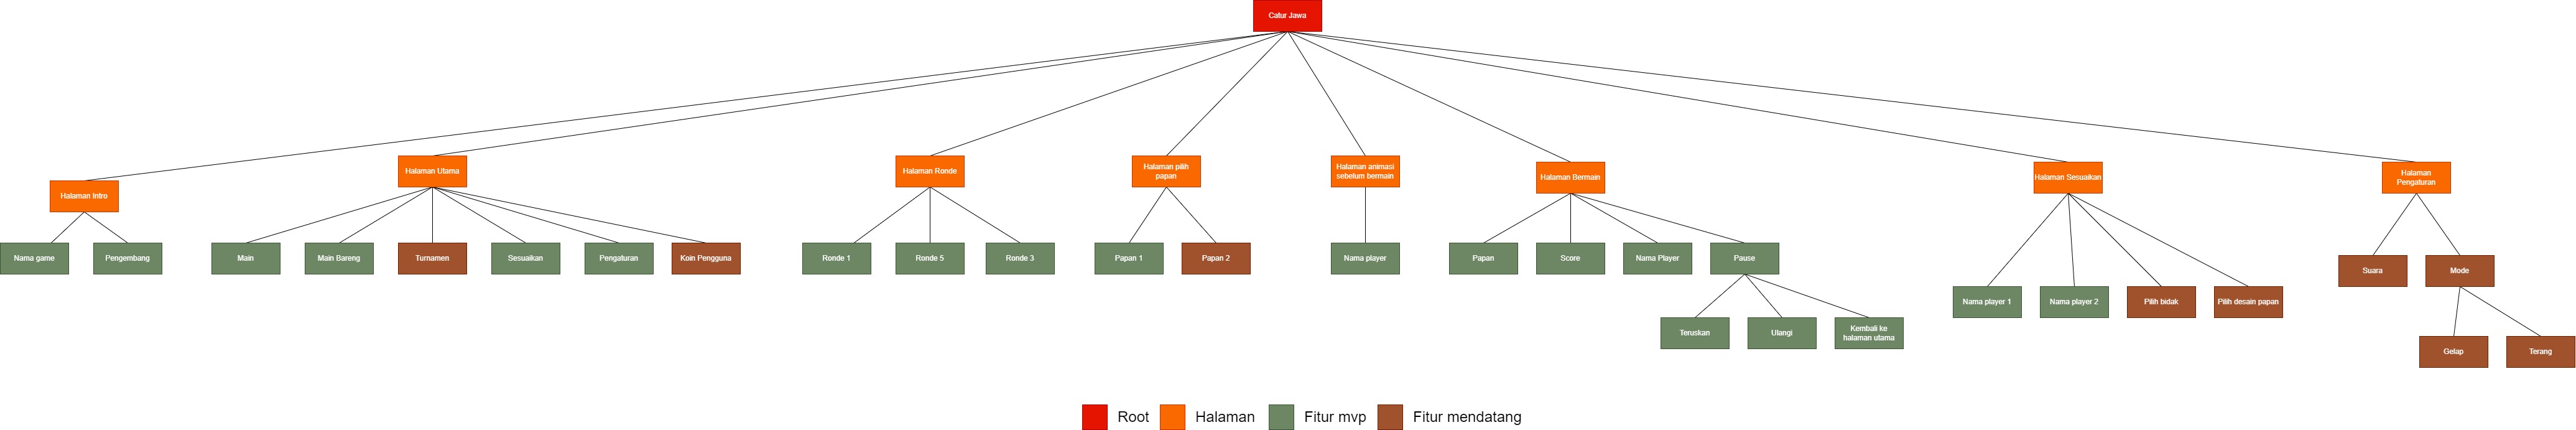 Catur Jawa
Halaman Intro
Halaman Utama
Halaman Ronde
Halaman pilih
papan
Halaman animasi
sebelum bermain
Halaman Bermain
Halaman Sesuaikan
Halaman
Pengaturan
Nama game
Pengembang
Main
Main Bareng
Turnamen
Sesuaikan
Pengaturan
Koin Pengguna
Ronde 1
Ronde 5
Ronde 3
Papan 1
Papan 2
Nama player
Papan
Score
Nama Player
Pause
Suara
Mode
Nama player 1
Nama player 2
Pilih bidak
Pilih desain papan
Teruskan
Ulangi
Kembali ke
halaman utama
Gelap
Terang
Root
Halaman
Fitur mvp
Fitur mendatang